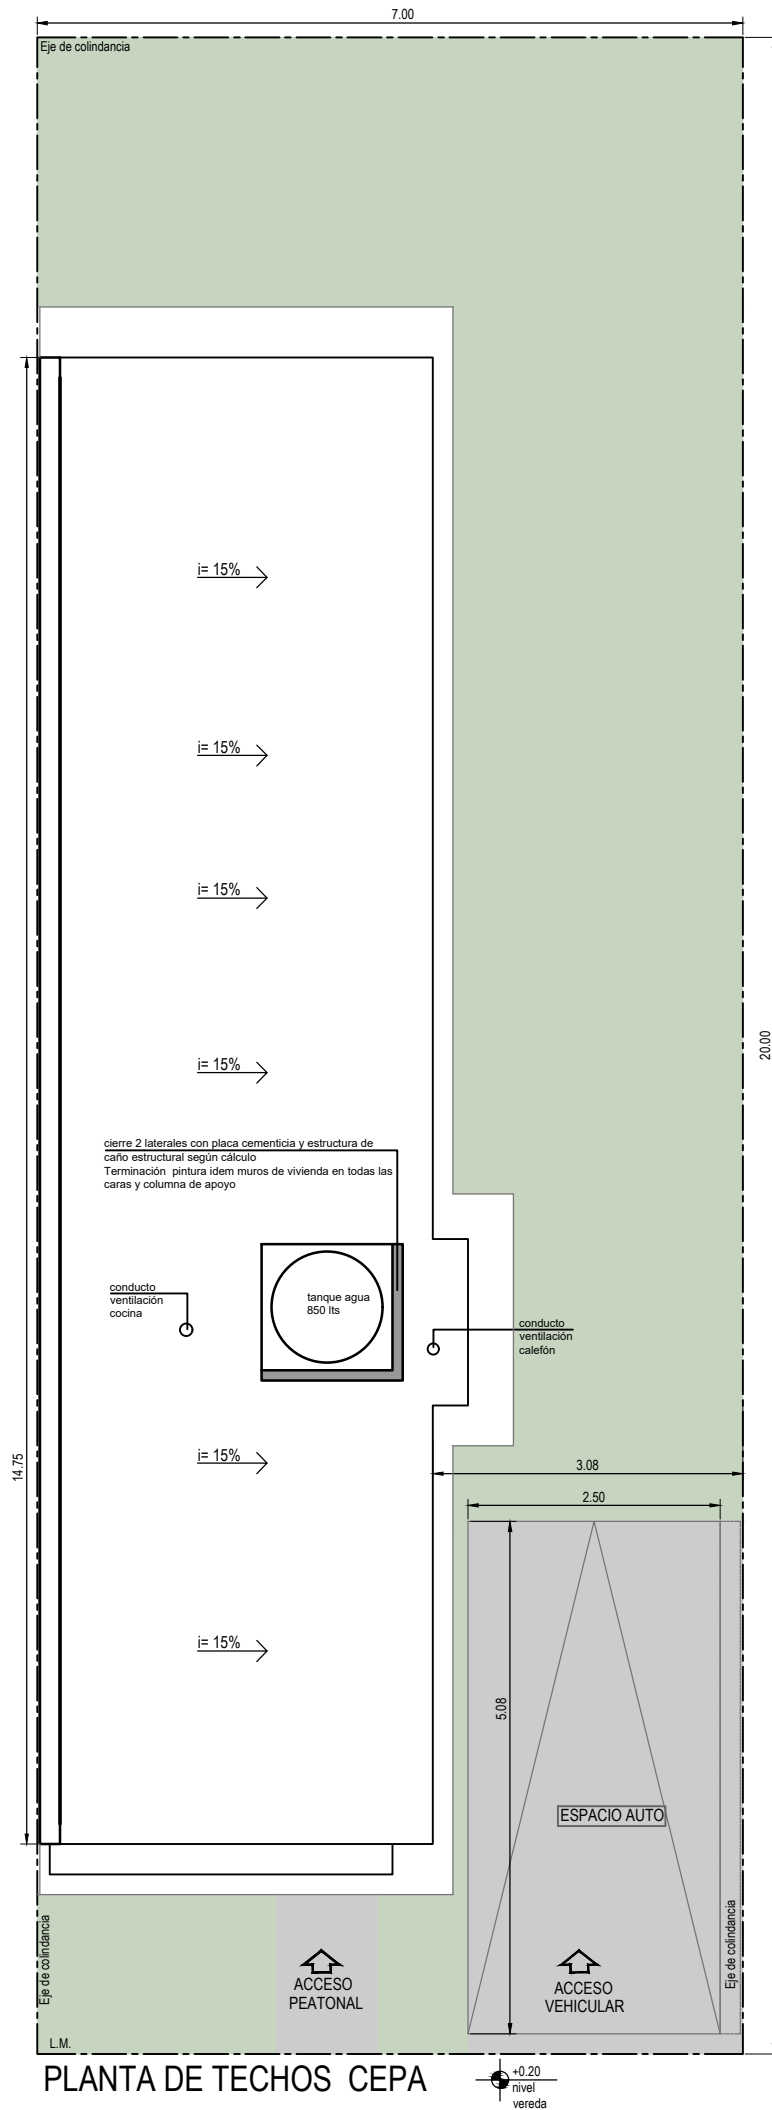 7.00
Eje de colindancia
i= 15%
i= 15%
i= 15%
20.00
i= 15%
cierre 2 laterales con placa cementicia y estructura de
caño estructural según cálculo
Terminación pintura idem muros de vivienda en todas las
caras y columna de apoyo
conducto
ventilación
cocina
tanque agua
850 lts
conducto
ventilación
calefón
14.75
i= 15%
3.08
2.50
i= 15%
5.08
ESPACIO AUTO
Eje de colindancia
Eje de colindancia
ACCESO
PEATONAL
ACCESO
VEHICULAR
L.M.
PLANTA DE TECHOS CEPA
+0.20
nivel
vereda